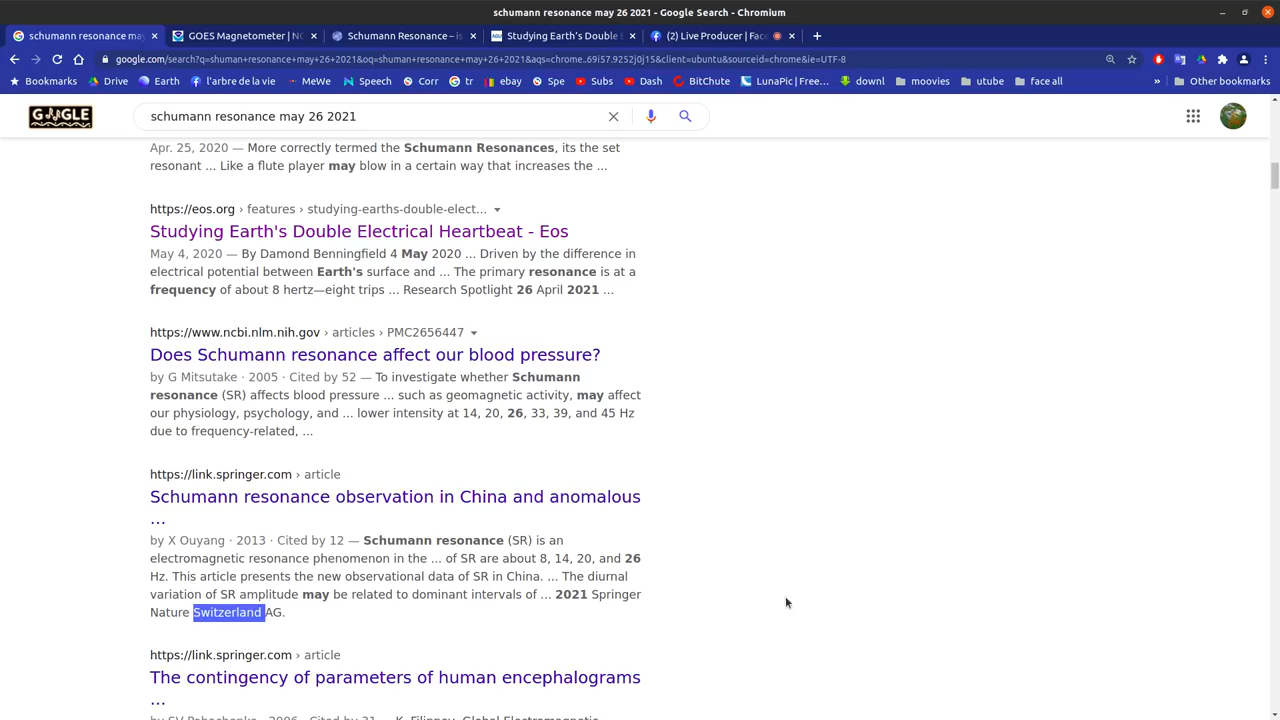 schumann resonance may 26 2021 - Google Search - Chromium
schumann resonance may
GOES Magnetometer | N
Schumann Resonance – is
AGU
Studying Earth's Double E
(2) Live Producer | Face
google.com/search?q=shuman+resonance+may+26+2021&oq=shuman+resonance+may+26+2021&aqs=chrome..69i57.9252j0j15&client=ubuntu&sourceid=chrome&ie=UTF-8
Bookmarks
Drive
Earth
l'arbre de la vie
MeWe
Speech
Corr
tr
ebay
Spe
Subs
Dash
BitChute
LunaPic | Free...
downl
moovies
utube
face all
»
Other bookmarks
schumann resonance may 26 2021
Apr. 25, 2020 — More correctly termed the Schumann Resonances, its the set
resonant ... Like a flute player may blow in a certain way that increases the ...
https://eos.org › features › studying-earths-double-elect...
Studying Earth's Double Electrical Heartbeat - Eos
May 4, 2020 — By Damond Benningfield 4 May 2020 ... Driven by the difference in
electrical potential between Earth's surface and ... The primary resonance is at a
frequency of about 8 hertz—eight trips ... Research Spotlight 26 April 2021 ...
https://www.ncbi.nlm.nih.gov › articles › PMC2656447
Does Schumann resonance affect our blood pressure?
by G Mitsutake · 2005 · Cited by 52 — To investigate whether Schumann
resonance (SR) affects blood pressure ... such as geomagnetic activity, may affect
our physiology, psychology, and ... lower intensity at 14, 20, 26, 33, 39, and 45 Hz
due to frequency-related, ...
https://link.springer.com › article
Schumann resonance observation in China and anomalous
...
by X Ouyang · 2013 · Cited by 12 — Schumann resonance (SR) is an
electromagnetic resonance phenomenon in the ... of SR are about 8, 14, 20, and 26
Hz. This article presents the new observational data of SR in China. ... The diurnal
variation of SR amplitude may be related to dominant intervals of ... 2021 Springer
Nature Switzerland AG.
https://link.springer.com › article
The contingency of parameters of human encephalograms
...